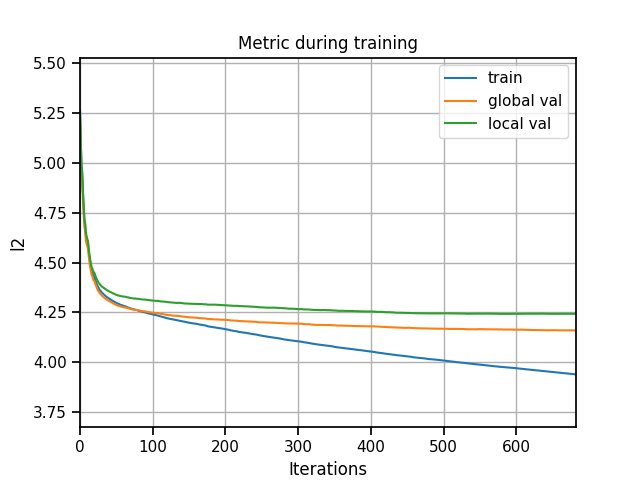 Metric during training
5.50
5.25
5.00
4.75
4.50
4.25
4.00
3.75
l2
train
global val
local val
0 100 200 300 400 500 600
Iterations